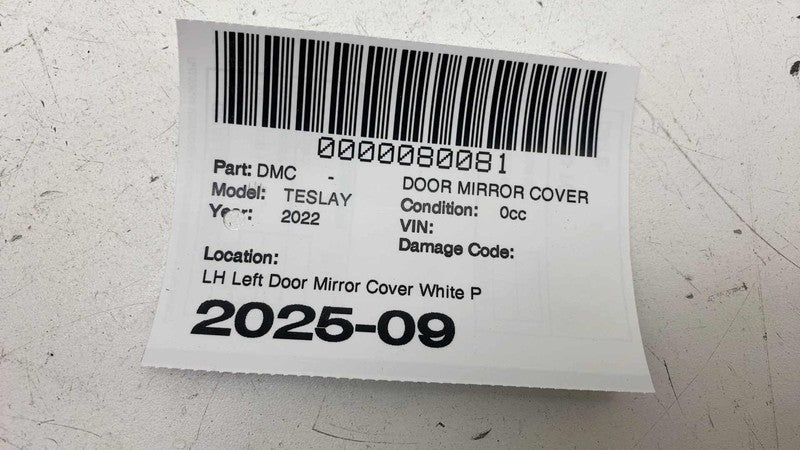 0000080081
Part: DMC - DOOR MIRROR COVER
Model: TESLAY Condition: 0cc
Year: 2022 VIN:
Damage Code:
Location:
LH Left Door Mirror Cover White P
2025-09